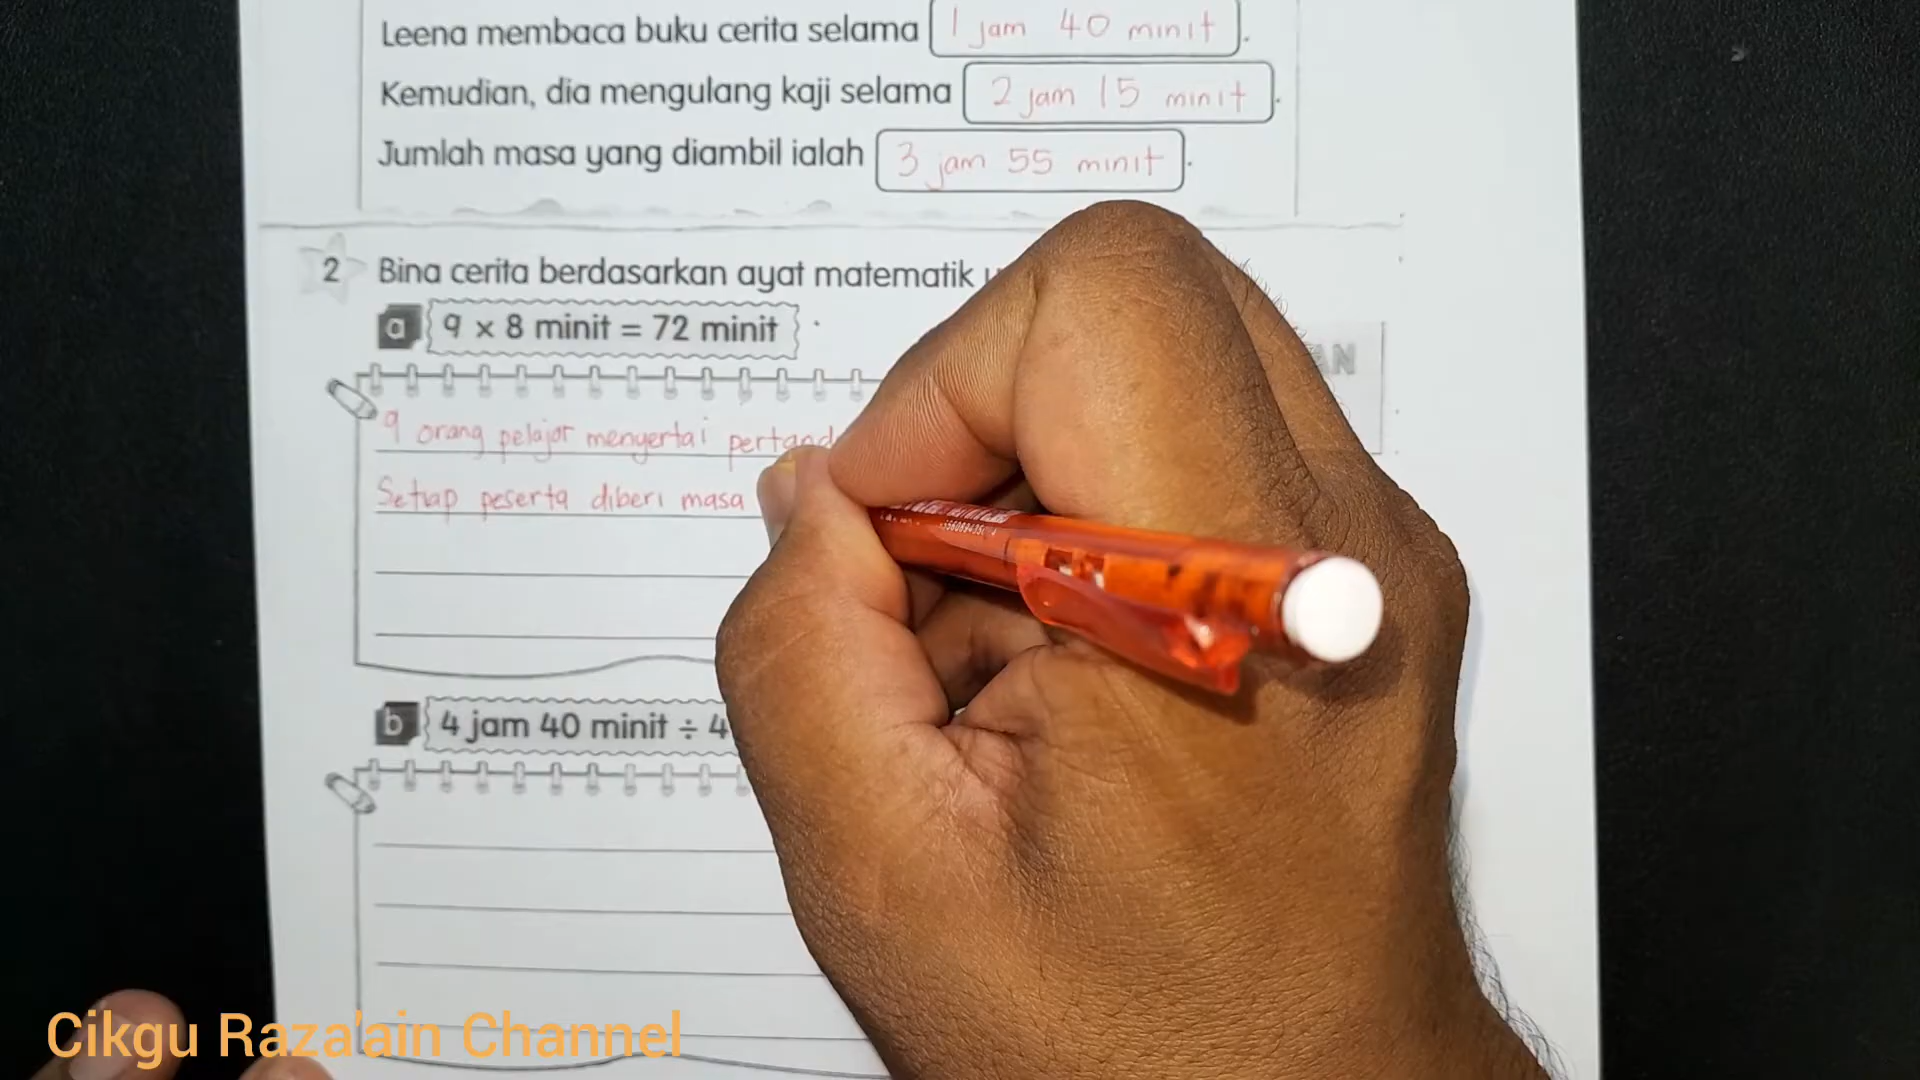 Leena membaca buku cerita selama 1 jam 40 minit.
Kemudian, dia mengulang kaji selama 2 jam 15 minit.
Jumlah masa yang diambil ialah 3 jam 55 minit.
2 Bina cerita berdasarkan ayat matematik
a 9 × 8 minit = 72 minit
9 orang pelajar menyertai
Setiap peserta diberi masa
b 4 jam 40 minit ÷ 4
Cikgu Raza'ain Channel